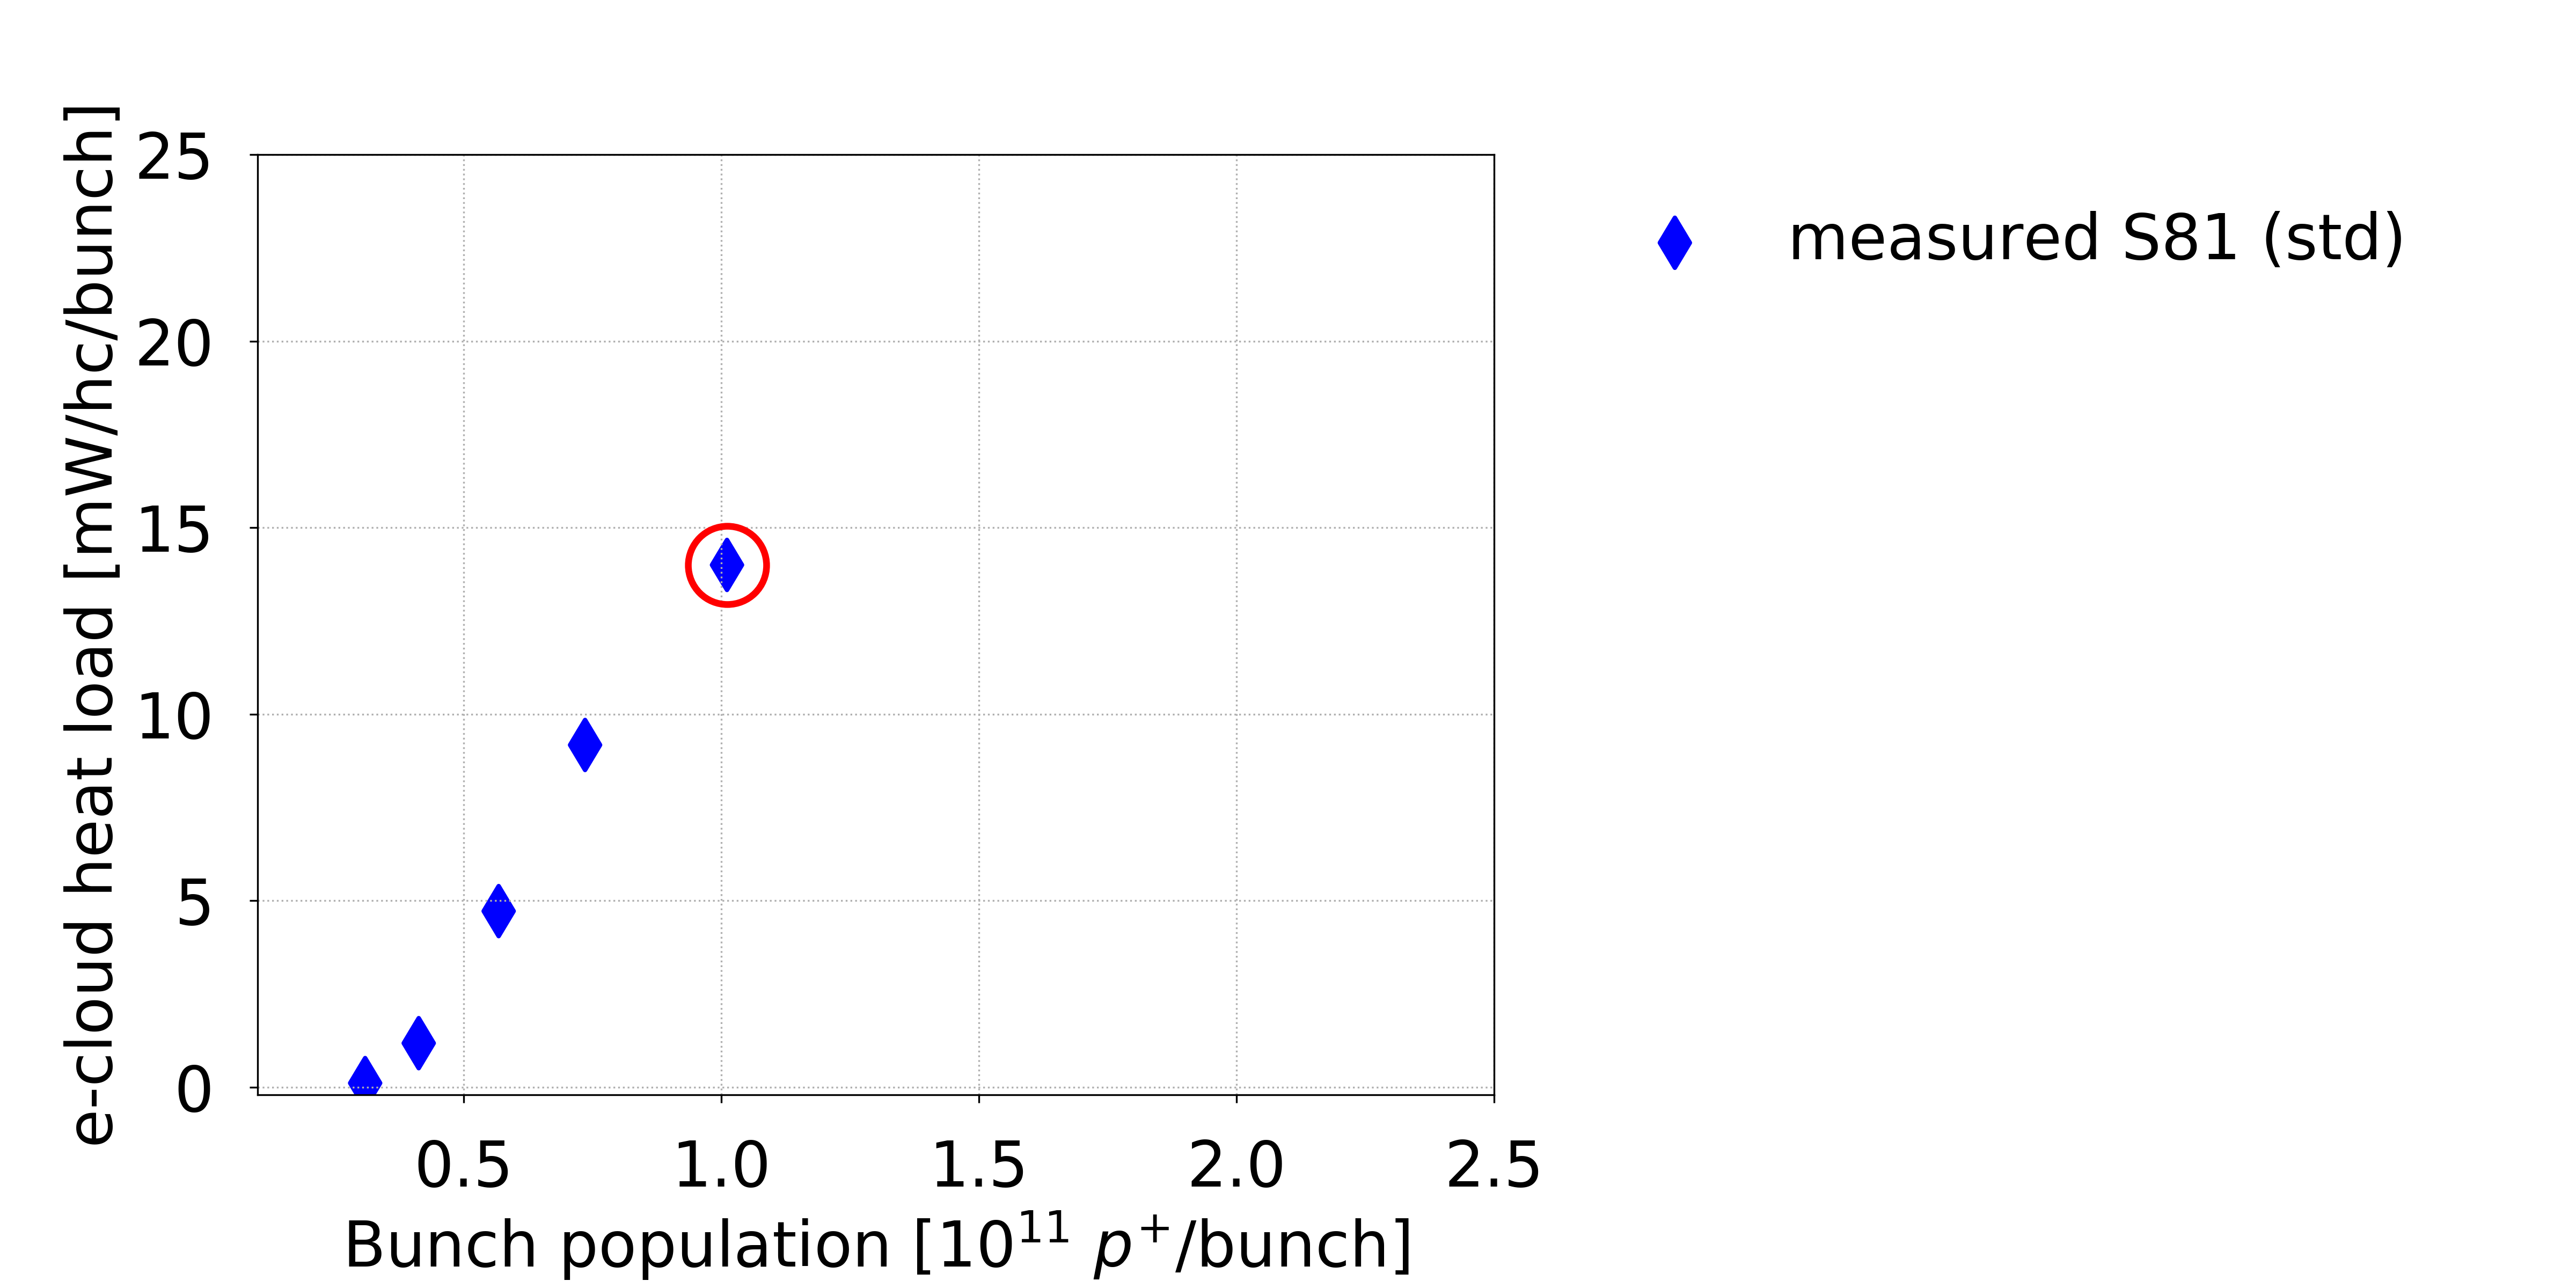 e-cloud heat load [mW/hc/bunch]
25
20
15
10
5
0
0.5 1.0 1.5 2.0 2.5
Bunch population [10¹¹ p⁺/bunch]
measured S81 (std)